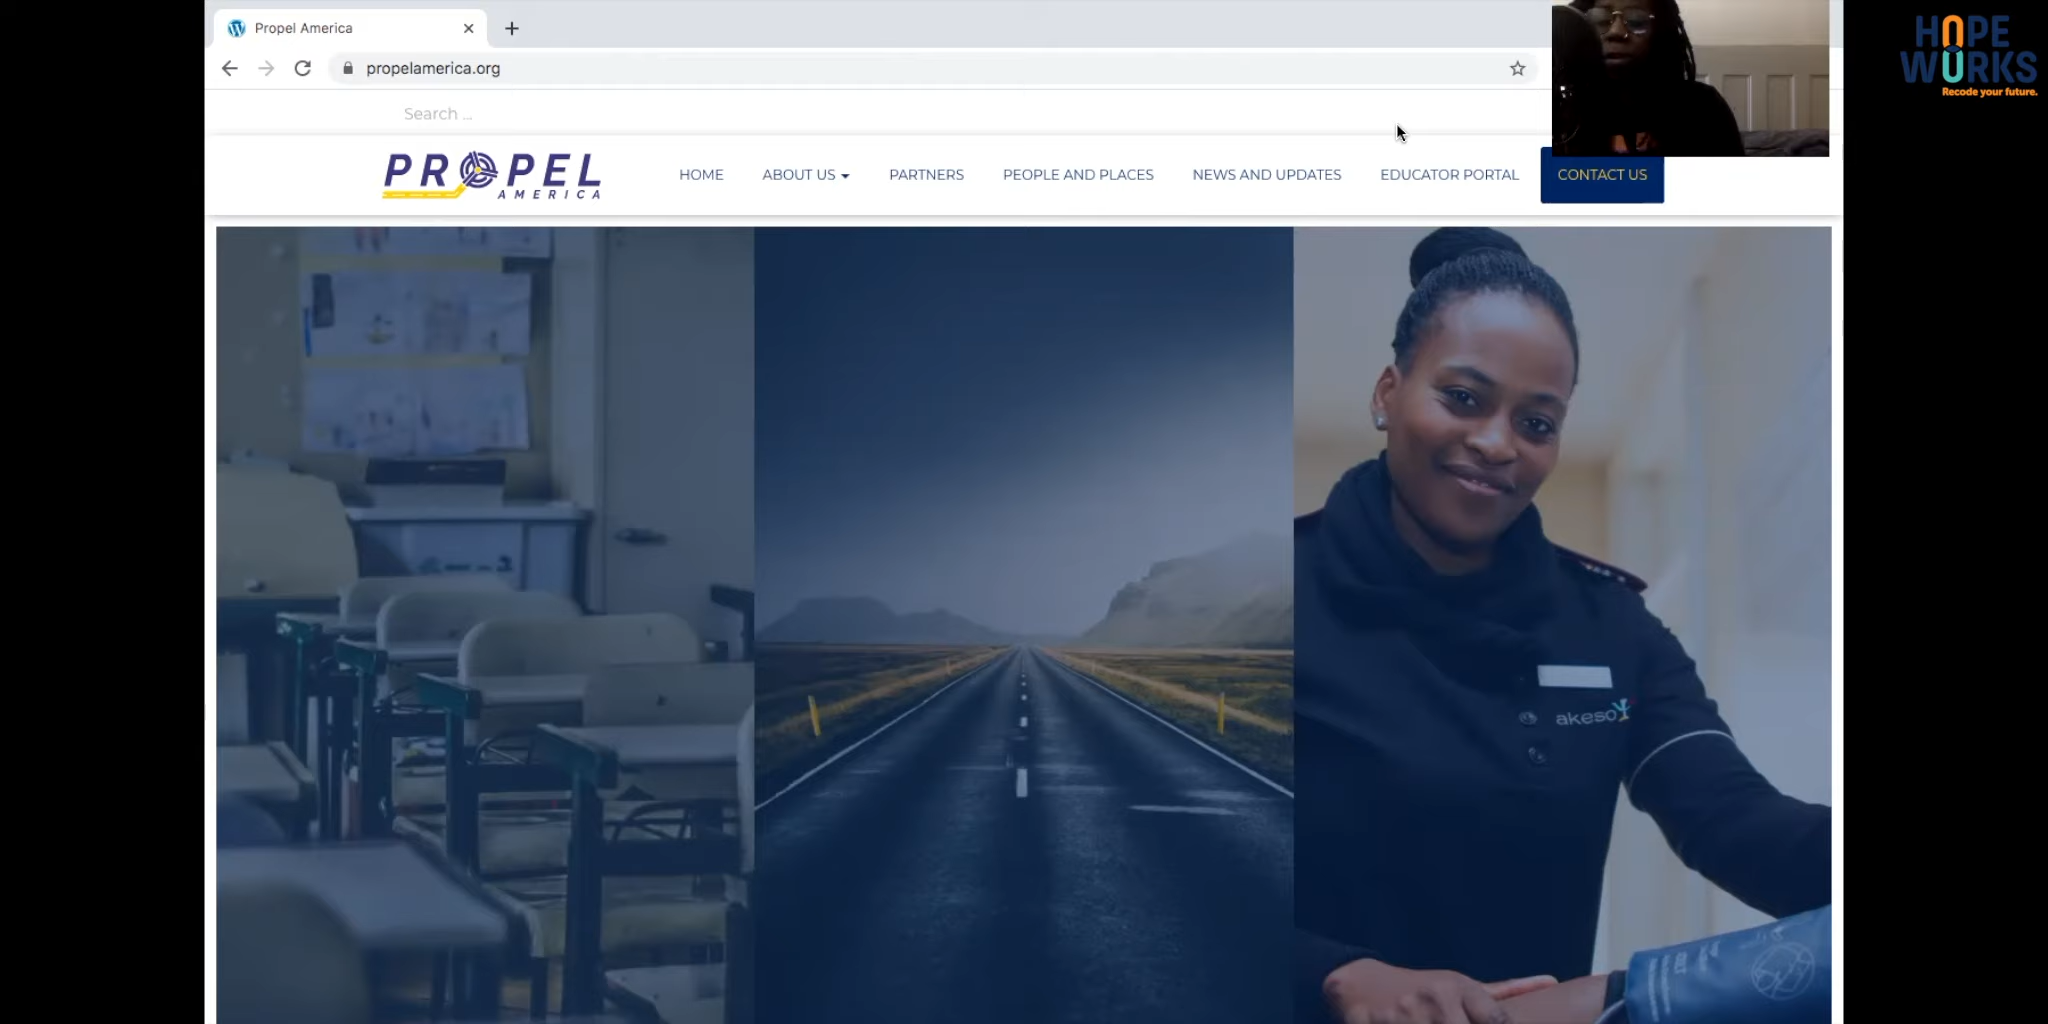 Propel America
HOPE
WORKS
Recode your future.
propelamerica.org
Search ...
PROPEL
AMERICA
HOME
ABOUT US
PARTNERS
PEOPLE AND PLACES
NEWS AND UPDATES
EDUCATOR PORTAL
CONTACT US
akeso